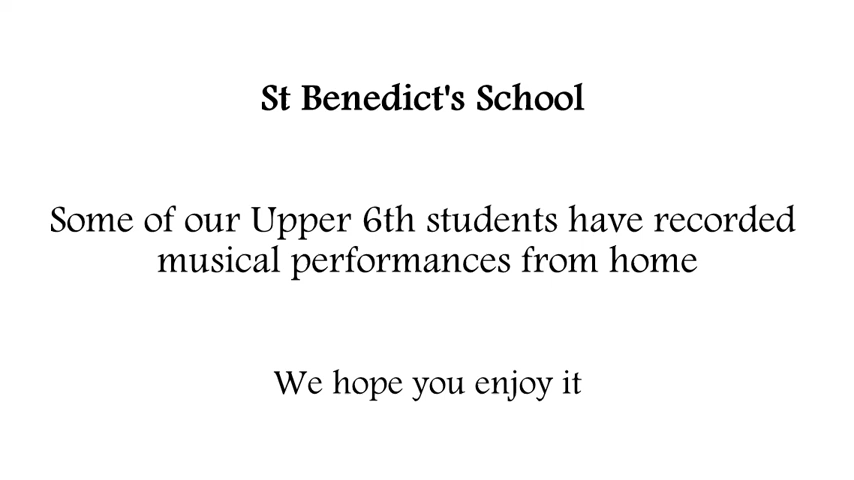 St Benedict's School
Some of our Upper 6th students have recorded
musical performances from home
We hope you enjoy it